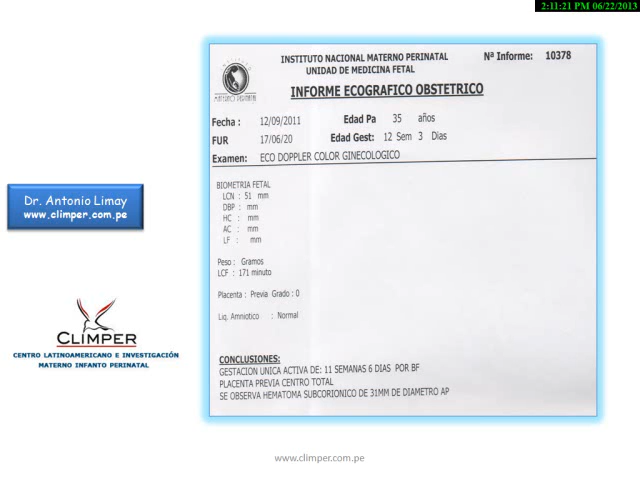 2:11:21 PM 06/22/2013
INSTITUTO NACIONAL MATERNO PERINATAL
Nª Informe: 10378
UNIDAD DE MEDICINA FETAL
INFORME ECOGRAFICO OBSTETRICO
MATERNO PERINATAL
Fecha : 12/09/2011 Edad Pa 35 años
FUR 17/06/20 Edad Gest: 12 Sem 3 Dias
Examen: ECO DOPPLER COLOR GINECOLOGICO
BIOMETRIA FETAL
LCN : 51 mm
DBP : mm
HC : mm
AC : mm
LF : mm
Peso : Gramos
LCF : 171 minuto
Placenta : Previa Grado : 0
Liq. Amniotico : Normal
CONCLUSIONES:
GESTACION UNICA ACTIVA DE: 11 SEMANAS 6 DIAS POR BF
PLACENTA PREVIA CENTRO TOTAL
SE OBSERVA HEMATOMA SUBCORIONICO DE 31MM DE DIAMETRO AP
Dr. Antonio Limay
www.climper.com.pe
CLIMPER
CENTRO LATINOAMERICANO E INVESTIGACIÓN
MATERNO INFANTO PERINATAL
www.climper.com.pe